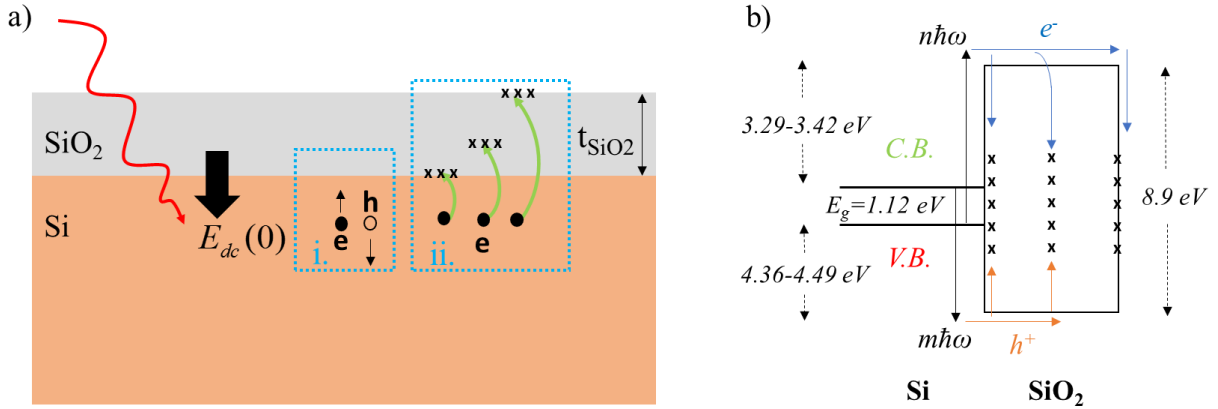 a)
SiO₂
t_SiO2
x x x
x x x
x x x
Si
E_dc(0)
h
e
i.
e
ii.
b)
nħω
e⁻
3.29-3.42 eV
C.B.
E_g=1.12 eV
8.9 eV
4.36-4.49 eV
V.B.
x x x
x x x
x x x
x x x
x x x
mħω
h⁺
Si
SiO₂